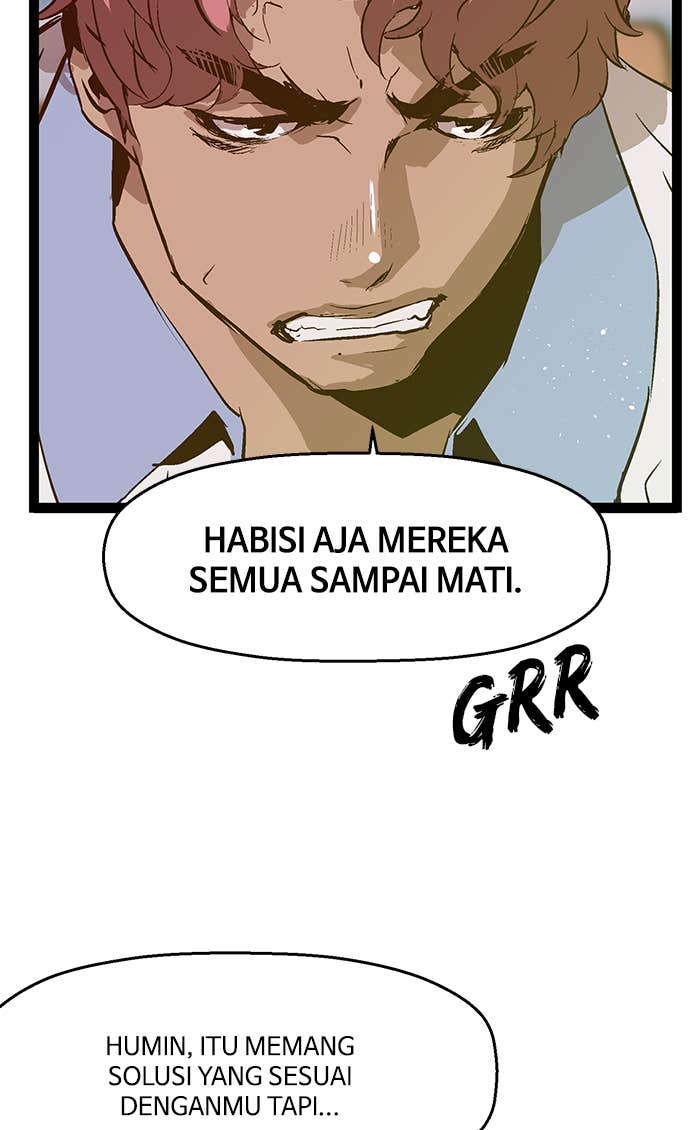 HABISI AJA MEREKA
SEMUA SAMPAI MATI.
GRR
HUMIN, ITU MEMANG
SOLUSI YANG SESUAI
DENGANMU TAPI...